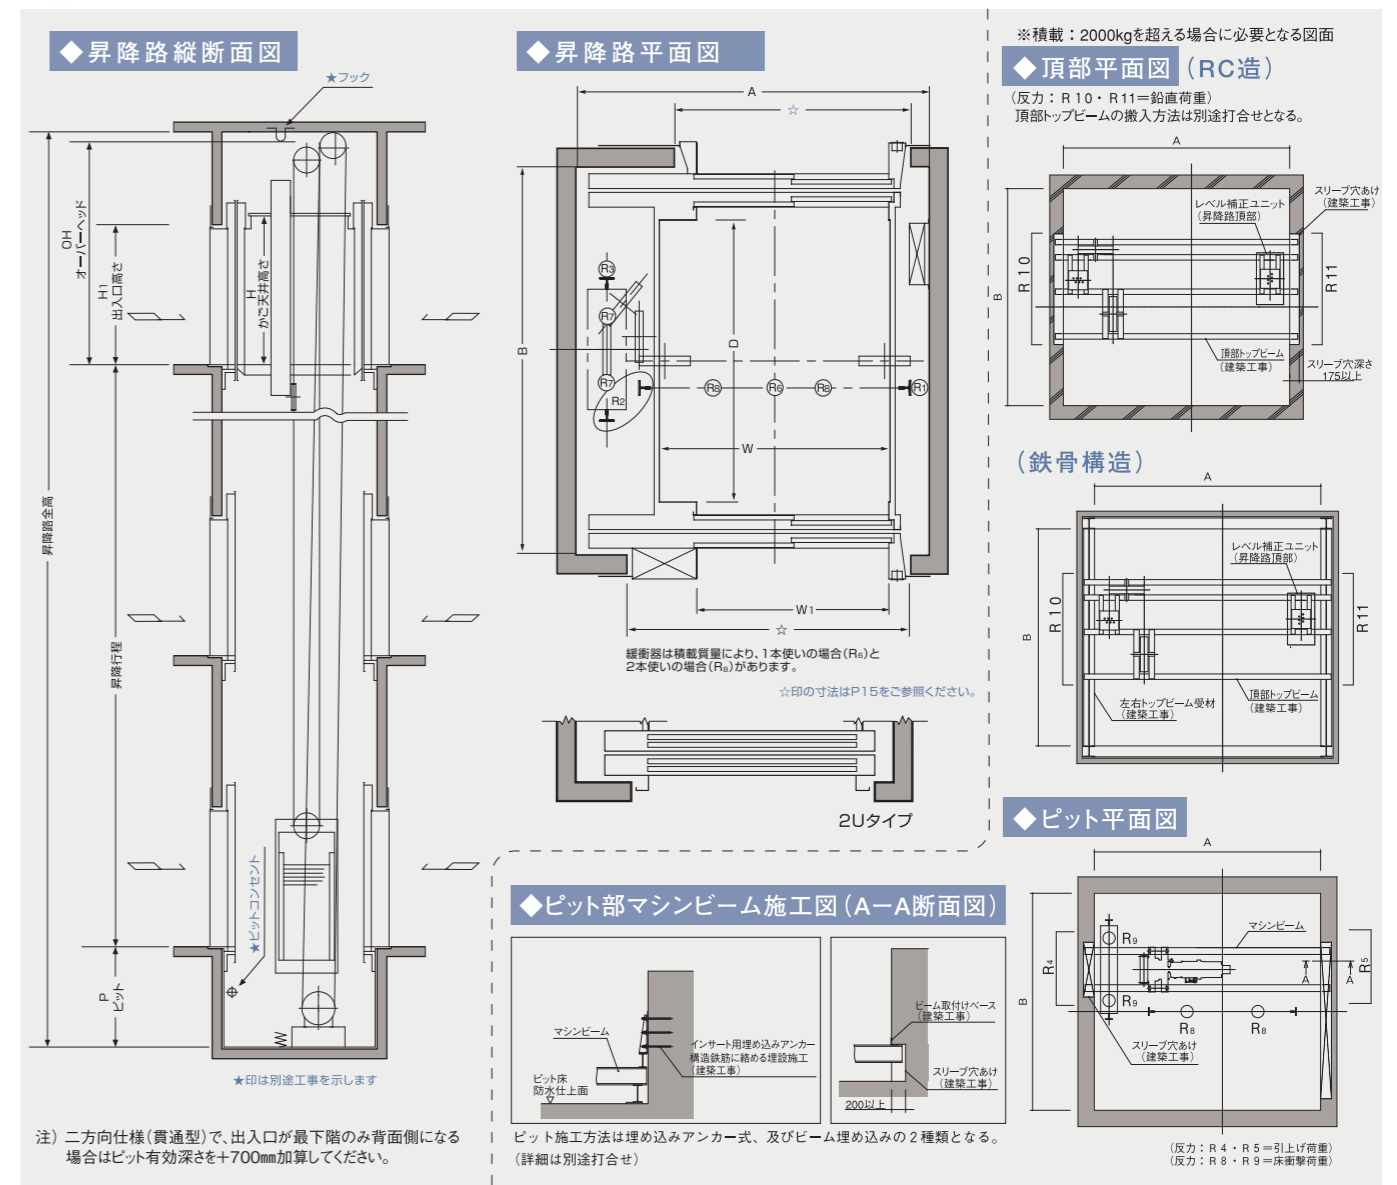 ◆昇降路縦断面図
★フック
OH
オーバーヘッド
H1
出入口高さ
H
かご天井高さ
昇降路全高
昇降行程
★ピットコンセント
P
ピット
★印は別途工事を示します
注）二方向仕様（貫通型）で、出入口が最下階のみ背面側になる
場合はピット有効深さを+700㎜加算してください。
◆昇降路平面図
A
☆
B
R3
R7
R7
R2
D
R8
R6
R8
R1
W
W1
☆
緩衝器は積載質量により、1本使いの場合（R6）と
2本使いの場合（R8）があります。
☆印の寸法はP15をご参照ください。
2Uタイプ
◆ピット部マシンビーム施工図（A－A断面図）
マシンビーム
インサート用埋め込みアンカー
構造鉄筋に絡める埋設施工
（建築工事）
ピット床
防水仕上面
ビーム取付けベース
（建築工事）
スリーブ穴あけ
（建築工事）
200以上
ピット施工方法は埋め込みアンカー式、及びビーム埋め込みの２種類となる。
（詳細は別途打合せ）
※積載：2000kgを超える場合に必要となる図面
◆頂部平面図（RC造）
（反力：Ｒ10・Ｒ11＝鉛直荷重）
頂部トップビームの搬入方法は別途打合せとなる。
A
スリーブ穴あけ
（建築工事）
レベル補正ユニット
（昇降路頂部）
R10
R11
B
頂部トップビーム
（建築工事）
スリーブ穴深さ
175以上
（鉄骨構造）
A
レベル補正ユニット
（昇降路頂部）
R10
R11
B
左右トップビーム受材
（建築工事）
頂部トップビーム
（建築工事）
◆ピット平面図
A
マシンビーム
R9
R4
R5
A
A
B
R9
R8
R8
スリーブ穴あけ
（建築工事）
（反力：Ｒ４・Ｒ５＝引上げ荷重）
（反力：Ｒ８・Ｒ９＝床衝撃荷重）